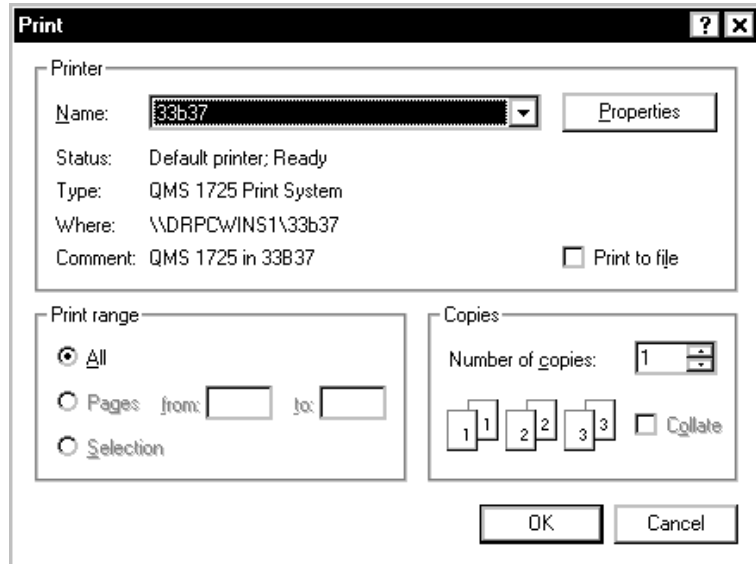 Print
Printer
Name: 33b37 Properties
Status: Default printer; Ready
Type: QMS 1725 Print System
Where: \\DRPCWINS1\33b37
Comment: QMS 1725 in 33B37 Print to file
Print range
All
Pages from: to:
Selection
Copies
Number of copies: 1
1 1 2 2 3 3 Collate
OK Cancel